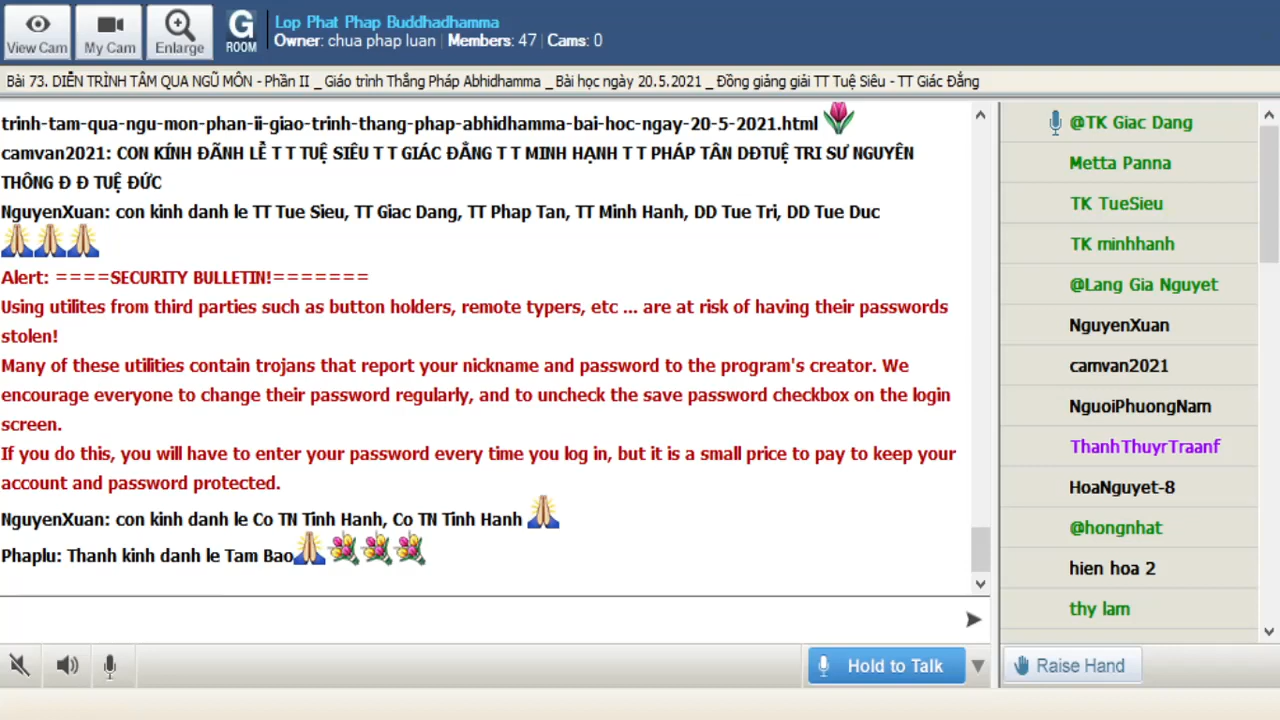 View Cam
My Cam
Enlarge
G
ROOM
Lop Phat Phap Buddhadhamma
Owner: chua phap luan | Members: 47 | Cams: 0
Bài 73. DIỄN TRÌNH TÂM QUA NGŨ MÔN - Phần II _ Giáo trình Thắng Pháp Abhidhamma _ Bài học ngày 20.5.2021 _ Đồng giảng giải TT Tuệ Siêu - TT Giác Đẳng
trinh-tam-qua-ngu-mon-phan-ii-giao-trinh-thang-phap-abhidhamma-bai-hoc-ngay-20-5-2021.html
camvan2021: CON KÍNH ĐÃNH LỄ T T TUỆ SIÊU T T GIÁC ĐẲNG T T MINH HẠNH T T PHÁP TÂN DĐTUỆ TRI SƯ NGUYÊN
THÔNG Đ Đ TUỆ ĐỨC
NguyenXuan: con kinh danh le TT Tue Sieu, TT Giac Dang, TT Phap Tan, TT Minh Hanh, DD Tue Tri, DD Tue Duc
Alert: ====SECURITY BULLETIN!=======
Using utilites from third parties such as button holders, remote typers, etc ... are at risk of having their passwords
stolen!
Many of these utilities contain trojans that report your nickname and password to the program's creator. We
encourage everyone to change their password regularly, and to uncheck the save password checkbox on the login
screen.
If you do this, you will have to enter your password every time you log in, but it is a small price to pay to keep your
account and password protected.
NguyenXuan: con kinh danh le Co TN Tinh Hanh, Co TN Tinh Hanh
Phaplu: Thanh kinh danh le Tam Bao
Hold to Talk
@TK Giac Dang
Metta Panna
TK TueSieu
TK minhhanh
@Lang Gia Nguyet
NguyenXuan
camvan2021
NguoiPhuongNam
ThanhThuyrTraanf
HoaNguyet-8
@hongnhat
hien hoa 2
thy lam
Raise Hand